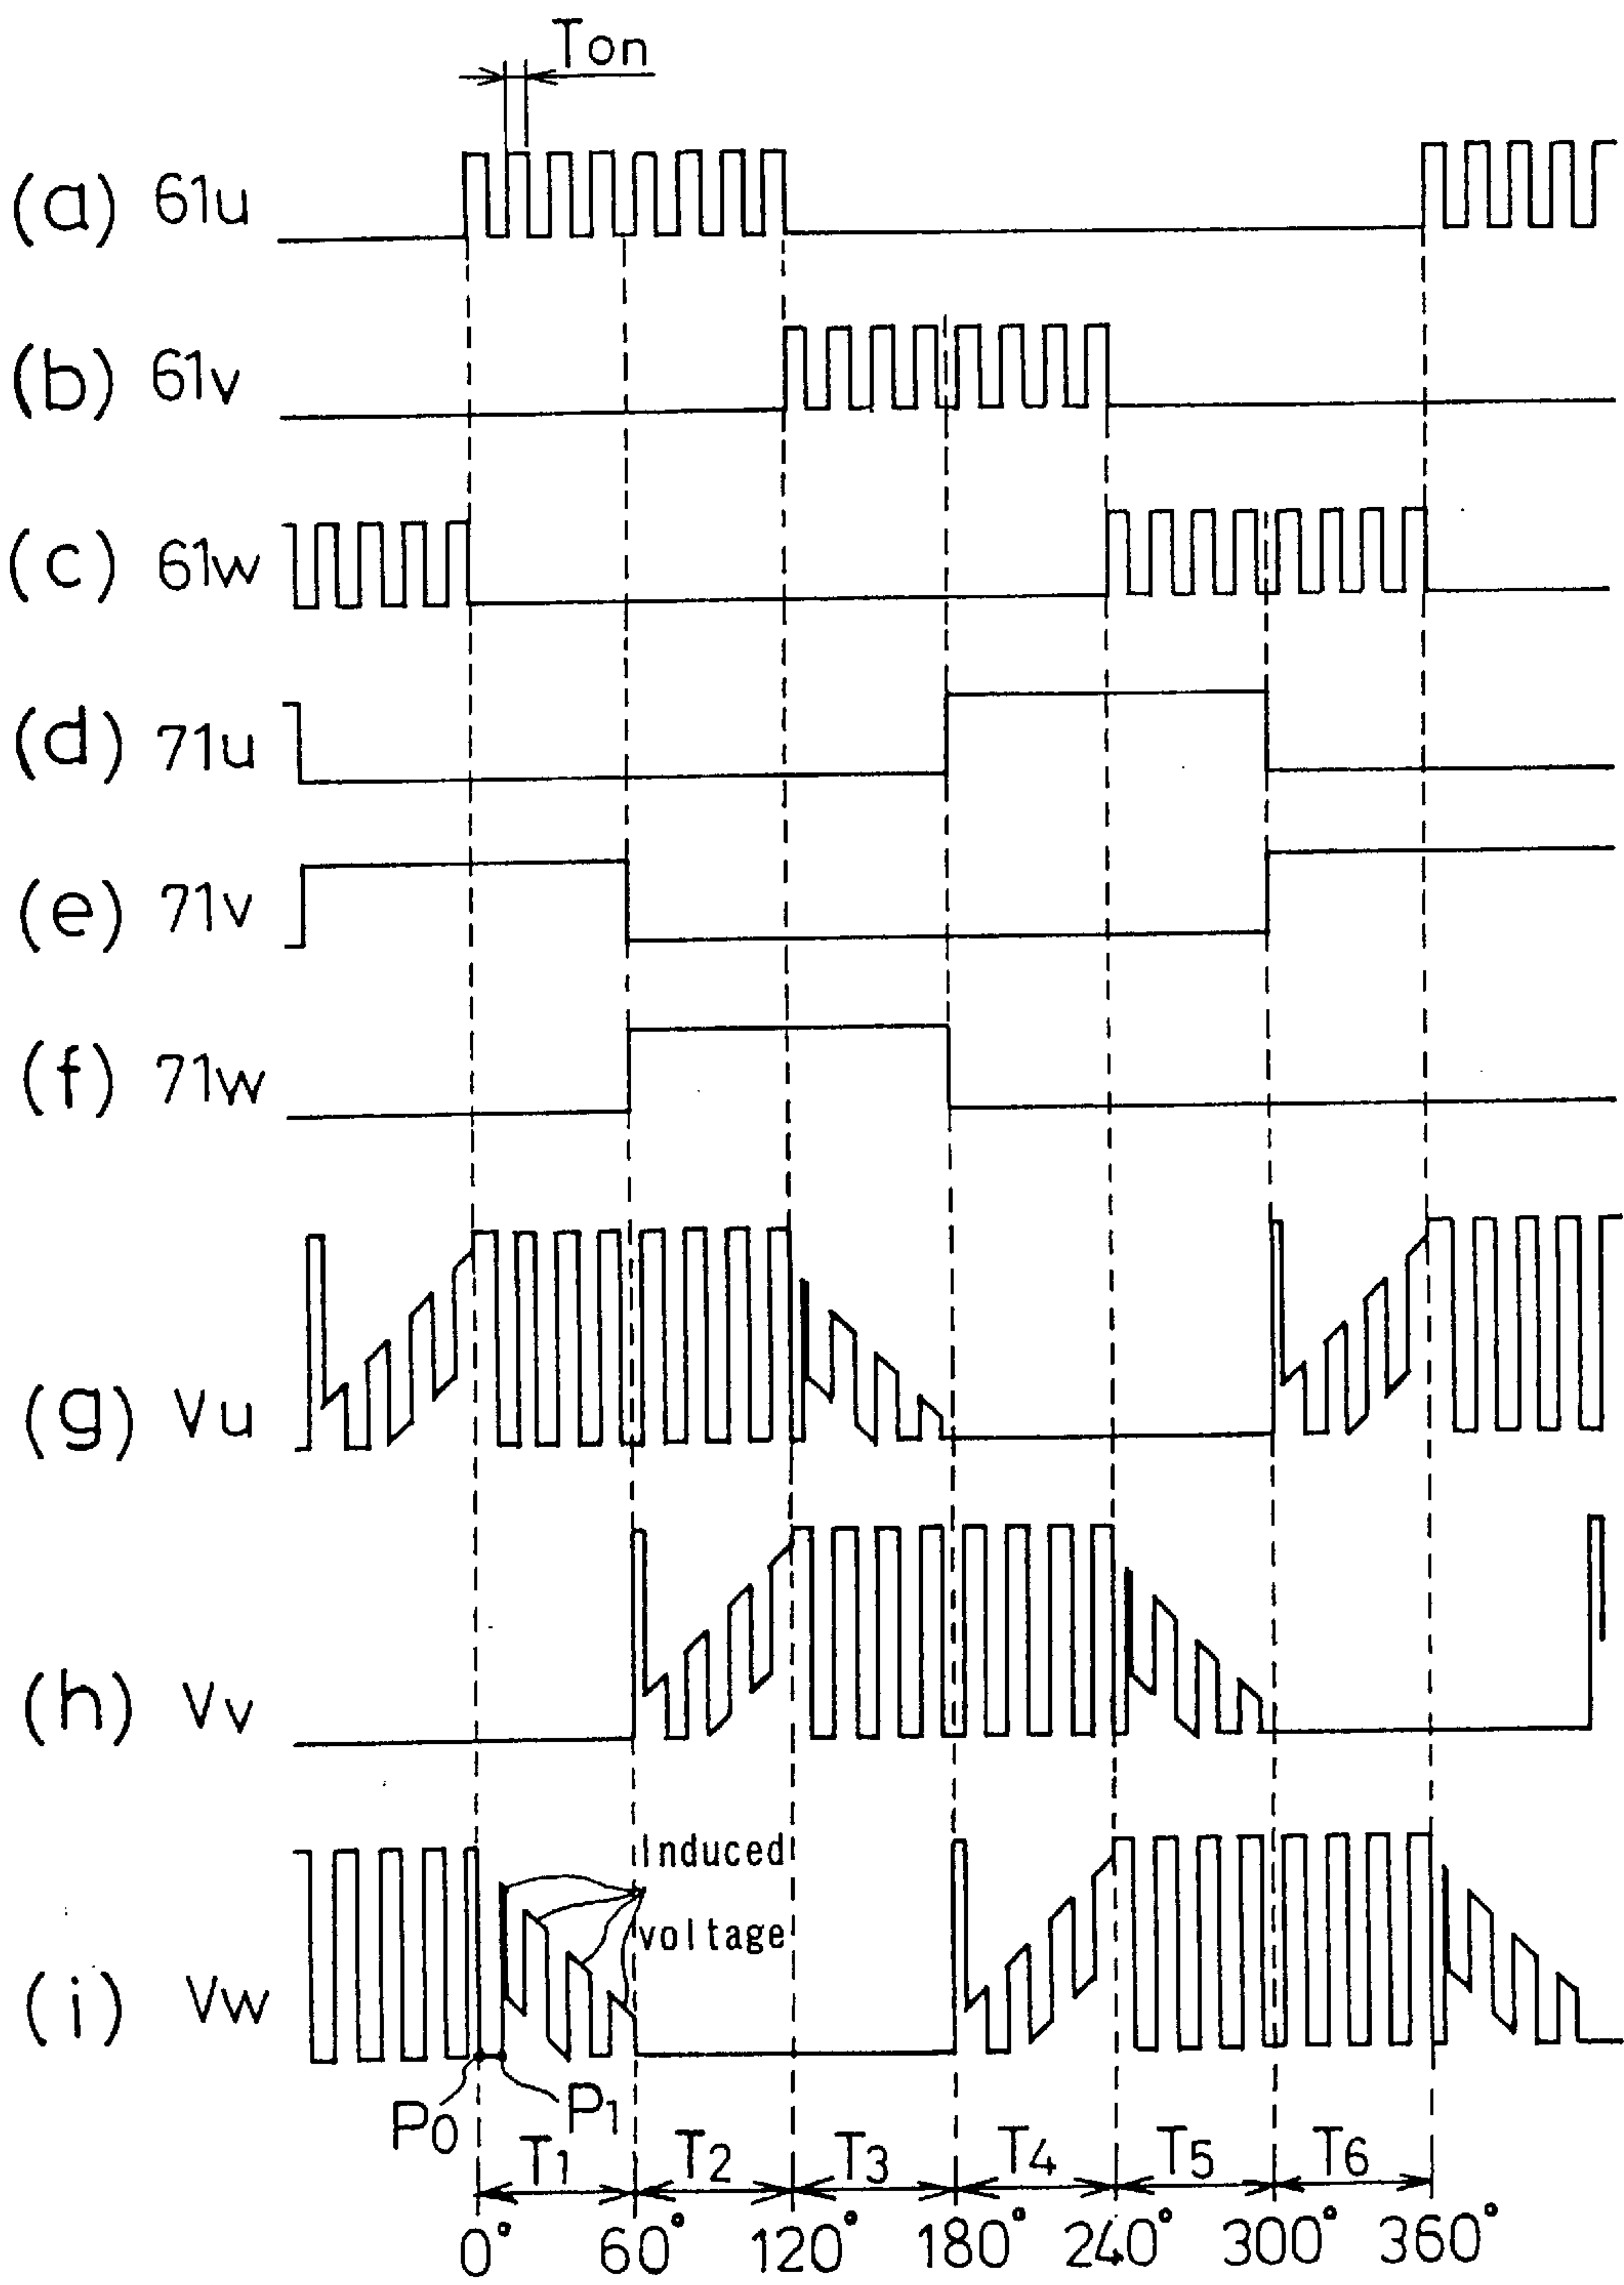 Ton
(a) 61u
(b) 61v
(c) 61w
(d) 71u
(e) 71v
(f) 71w
(g) Vu
(h) Vv
(i) Vw
Induced
voltage
P0 P1
T1 T2 T3 T4 T5 T6
0° 60° 120° 180° 240° 300° 360°